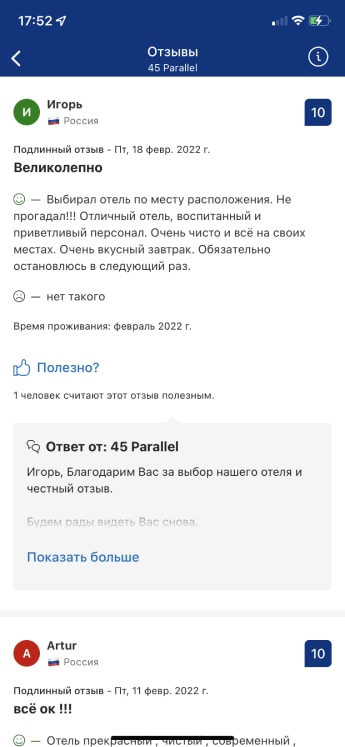 17:52
Отзывы
45 Parallel
И
Игорь
Россия
10
Подлинный отзыв - Пт, 18 февр. 2022 г.
Великолепно
— Выбирал отель по месту расположения. Не
прогадал!!! Отличный отель, воспитанный и
приветливый персонал. Очень чисто и всё на своих
местах. Очень вкусный завтрак. Обязательно
остановлюсь в следующий раз.
— нет такого
Время проживания: февраль 2022 г.
Полезно?
1 человек считают этот отзыв полезным.
Ответ от: 45 Parallel
Игорь, Благодарим Вас за выбор нашего отеля и
честный отзыв.
Будем рады видеть Вас снова.
Показать больше
A
Artur
Россия
10
Подлинный отзыв - Пт, 11 февр. 2022 г.
всё ок !!!
— Отель прекрасный , чистый , современный ,